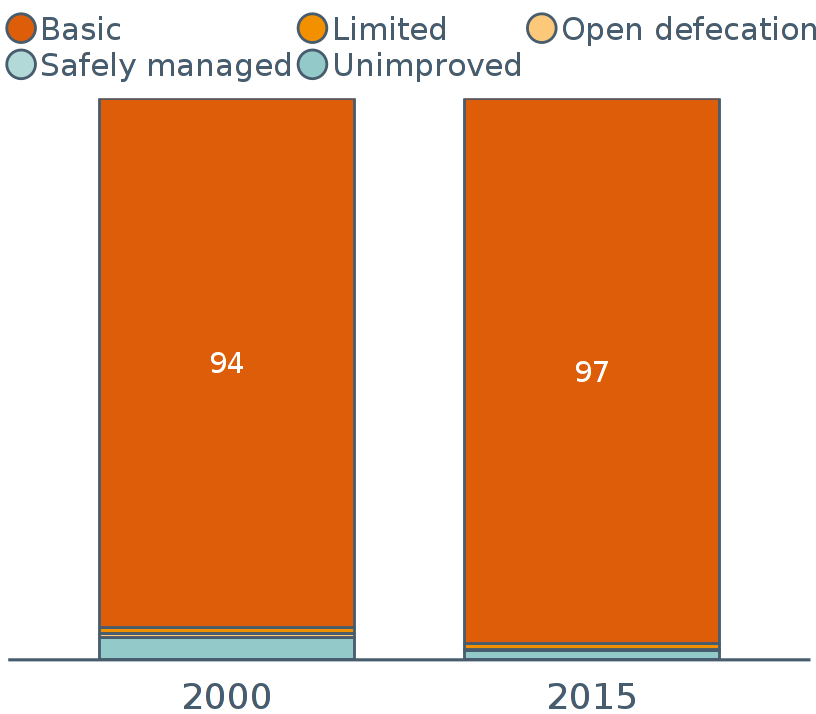 Basic Limited Open defecation
Safely managed Unimproved
94
97
2000 2015